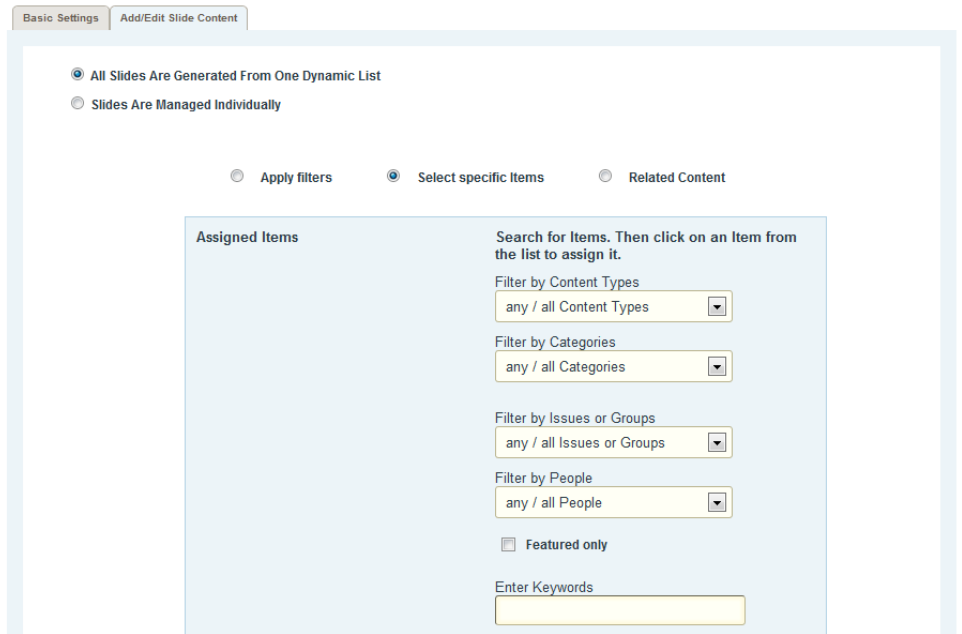 Basic Settings
Add/Edit Slide Content
All Slides Are Generated From One Dynamic List
Slides Are Managed Individually
Apply filters
Select specific Items
Related Content
Assigned Items
Search for Items. Then click on an Item from
the list to assign it.
Filter by Content Types
any / all Content Types
Filter by Categories
any / all Categories
Filter by Issues or Groups
any / all Issues or Groups
Filter by People
any / all People
Featured only
Enter Keywords